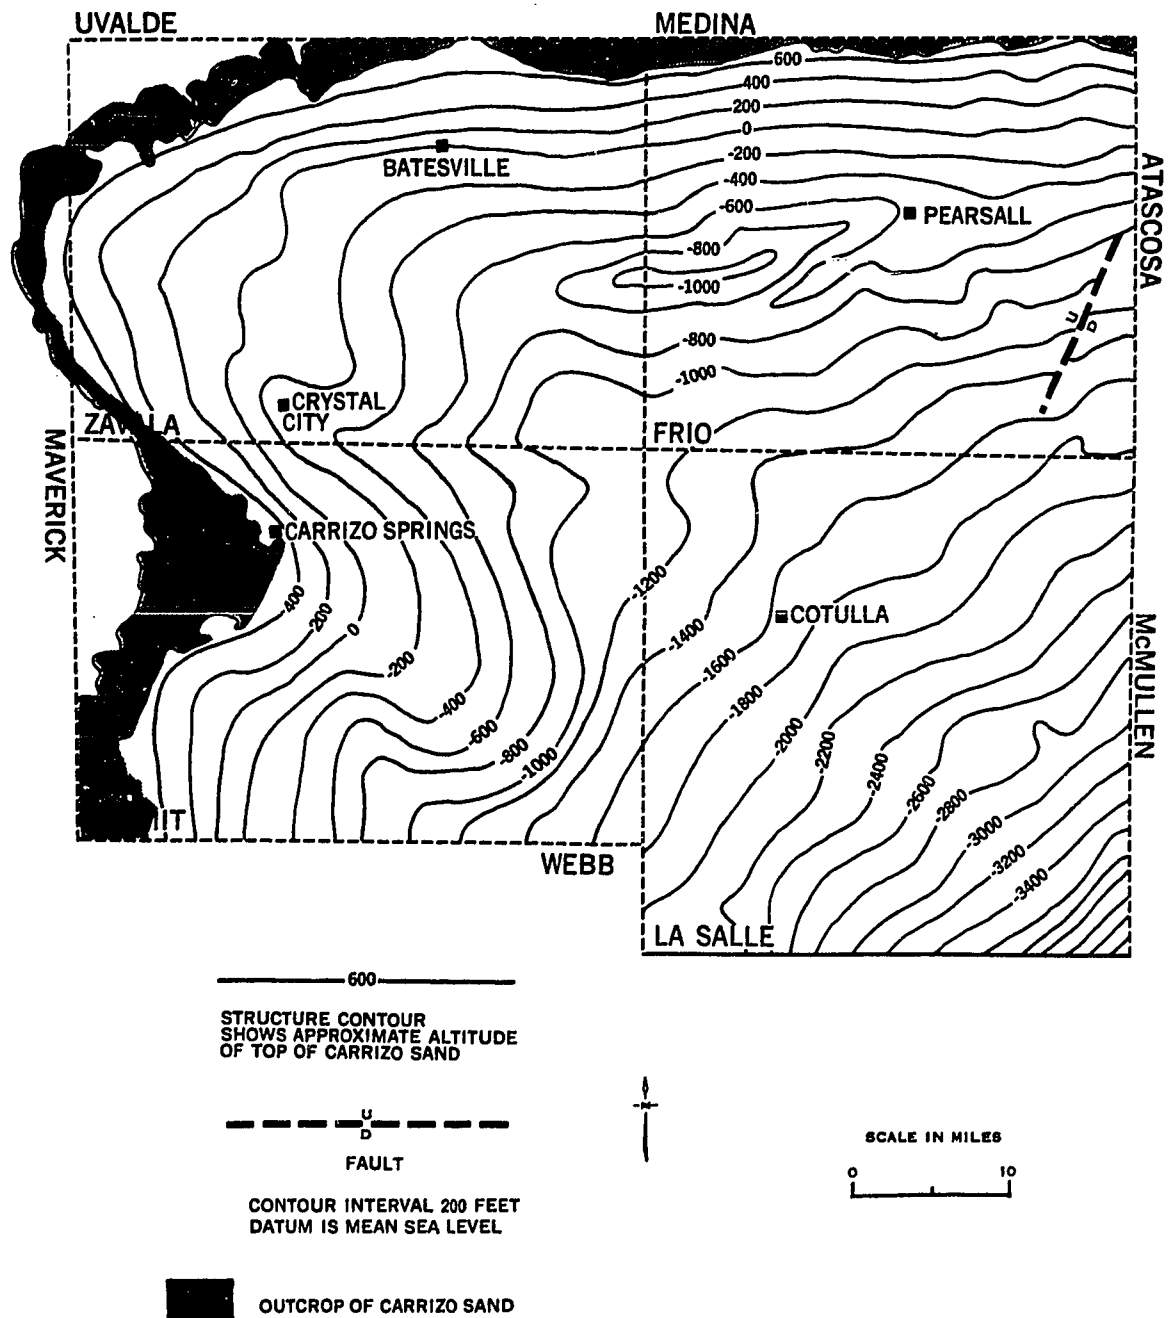 UVALDE
MEDINA
600
400
200
0
-200
-400
-600
-800
-1000
-800
-1000
BATESVILLE
PEARSALL
ATASCOSA
U
D
CRYSTAL
CITY
ZAVALA
FRIO
MAVERICK
CARRIZO SPRINGS
400
200
0
-200
-400
-600
-800
-1000
-1200
-1400
-1600
-1800
-2000
-2200
-2400
-2600
-2800
-3000
-3200
-3400
COTULLA
McMULLEN
WEBB
LA SALLE
600
STRUCTURE CONTOUR
SHOWS APPROXIMATE ALTITUDE
OF TOP OF CARRIZO SAND
U
D
FAULT
CONTOUR INTERVAL 200 FEET
DATUM IS MEAN SEA LEVEL
N
SCALE IN MILES
0 10
OUTCROP OF CARRIZO SAND